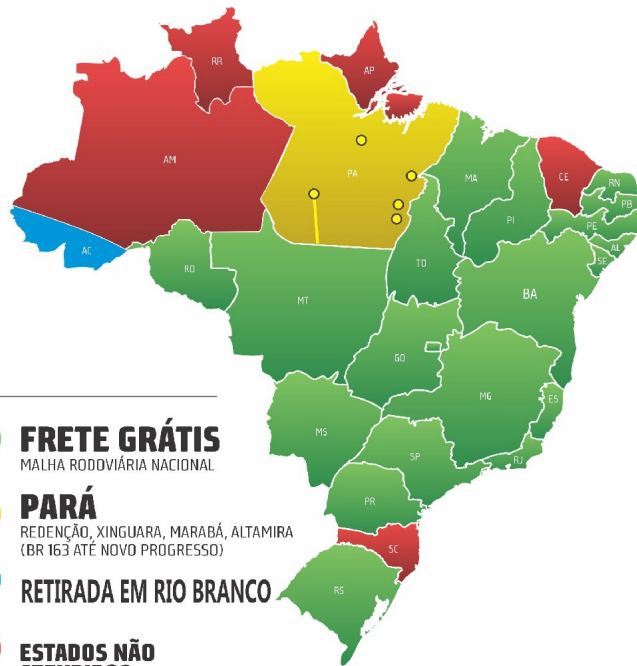 RR
AP
AM
PA
CE
MA
RN
PB
PI
PE
AL
SE
AC
RO
TO
BA
MT
GO
MG
ES
MS
SP
RJ
PR
SC
RS
FRETE GRÁTIS
MALHA RODOVIÁRIA NACIONAL
PARÁ
REDENÇÃO, XINGUARA, MARABÁ, ALTAMIRA
(BR 163 ATÉ NOVO PROGRESSO)
RETIRADA EM RIO BRANCO
ESTADOS NÃO